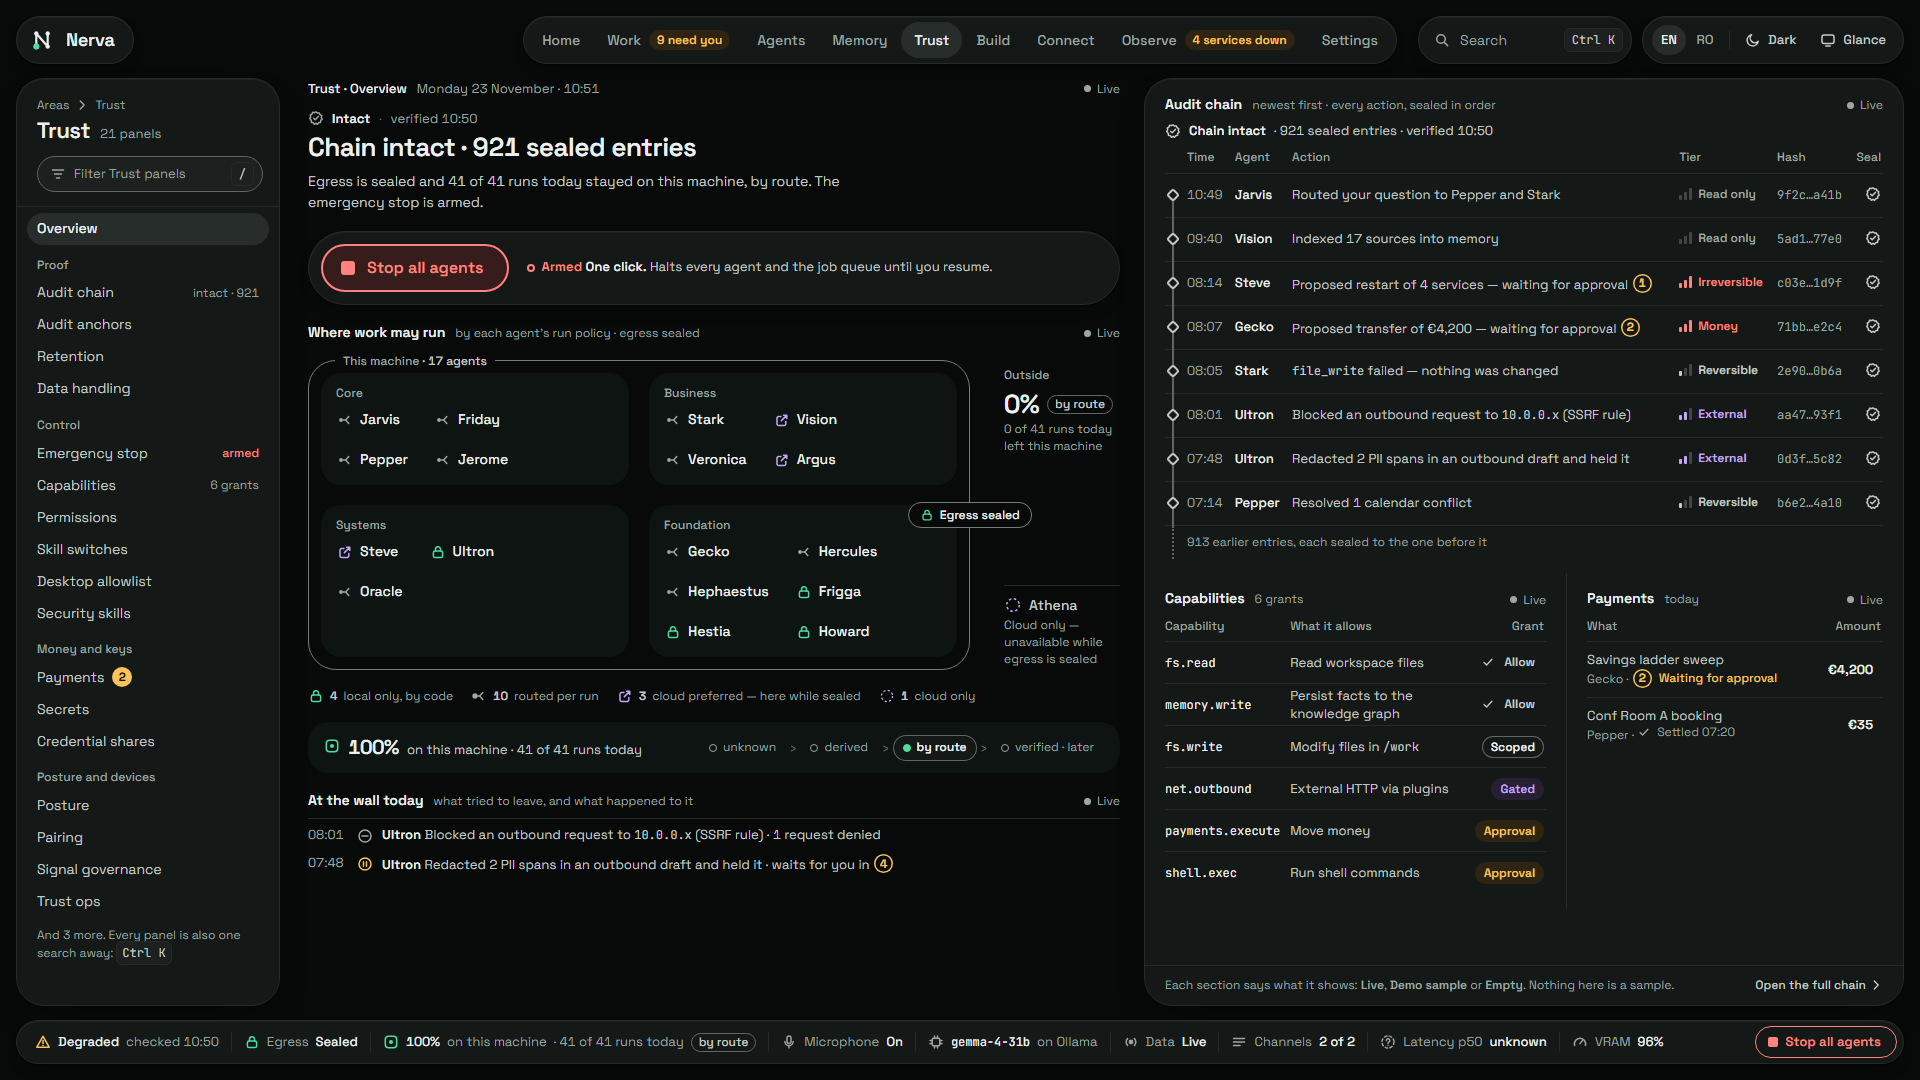 Nerva
Home
Work 9 need you
Agents
Memory
Trust
Build
Connect
Observe 4 services down
Settings
Search Ctrl K
EN RO
Dark
Glance
Areas > Trust
Trust 21 panels
Filter Trust panels /
Overview
Proof
Audit chain intact · 921
Audit anchors
Retention
Data handling
Control
Emergency stop armed
Capabilities 6 grants
Permissions
Skill switches
Desktop allowlist
Security skills
Money and keys
Payments 2
Secrets
Credential shares
Posture and devices
Posture
Pairing
Signal governance
Trust ops
And 3 more. Every panel is also one
search away: Ctrl K
Trust · Overview Monday 23 November · 10:51 Live
Intact · verified 10:50
Chain intact · 921 sealed entries
Egress is sealed and 41 of 41 runs today stayed on this machine, by route. The
emergency stop is armed.
Stop all agents
Armed One click. Halts every agent and the job queue until you resume.
Where work may run by each agent's run policy · egress sealed Live
This machine · 17 agents
Core
Jarvis Friday
Pepper Jerome
Business
Stark Vision
Veronica Argus
Systems
Steve Ultron
Oracle
Foundation
Gecko Hercules
Hephaestus Frigga
Hestia Howard
Egress sealed
Outside
0% by route
0 of 41 runs today
left this machine
Athena
Cloud only —
unavailable while
egress is sealed
4 local only, by code
10 routed per run
3 cloud preferred — here while sealed
1 cloud only
100% on this machine · 41 of 41 runs today
unknown > derived > by route > verified · later
At the wall today what tried to leave, and what happened to it Live
08:01 Ultron Blocked an outbound request to 10.0.0.x (SSRF rule) · 1 request denied
07:48 Ultron Redacted 2 PII spans in an outbound draft and held it · waits for you in 4
Audit chain newest first · every action, sealed in order Live
Chain intact · 921 sealed entries · verified 10:50
Time Agent Action Tier Hash Seal
10:49 Jarvis Routed your question to Pepper and Stark Read only 9f2c…a41b
09:40 Vision Indexed 17 sources into memory Read only 5ad1…77e0
08:14 Steve Proposed restart of 4 services — waiting for approval 1 Irreversible c03e…1d9f
08:07 Gecko Proposed transfer of €4,200 — waiting for approval 2 Money 71bb…e2c4
08:05 Stark file_write failed — nothing was changed Reversible 2e90…0b6a
08:01 Ultron Blocked an outbound request to 10.0.0.x (SSRF rule) External aa47…93f1
07:48 Ultron Redacted 2 PII spans in an outbound draft and held it External 0d3f…5c82
07:14 Pepper Resolved 1 calendar conflict Reversible b6e2…4a10
913 earlier entries, each sealed to the one before it
Capabilities 6 grants Live
Capability What it allows Grant
fs.read Read workspace files Allow
memory.write Persist facts to the
knowledge graph Allow
fs.write Modify files in /work Scoped
net.outbound External HTTP via plugins Gated
payments.execute Move money Approval
shell.exec Run shell commands Approval
Payments today Live
What Amount
Savings ladder sweep
Gecko · 2 Waiting for approval €4,200
Conf Room A booking
Pepper · Settled 07:20 €35
Each section says what it shows: Live, Demo sample or Empty. Nothing here is a sample.
Open the full chain >
Degraded checked 10:50
Egress Sealed
100% on this machine · 41 of 41 runs today by route
Microphone On
gemma-4-31b on Ollama
Data Live
Channels 2 of 2
Latency p50 unknown
VRAM 96%
Stop all agents